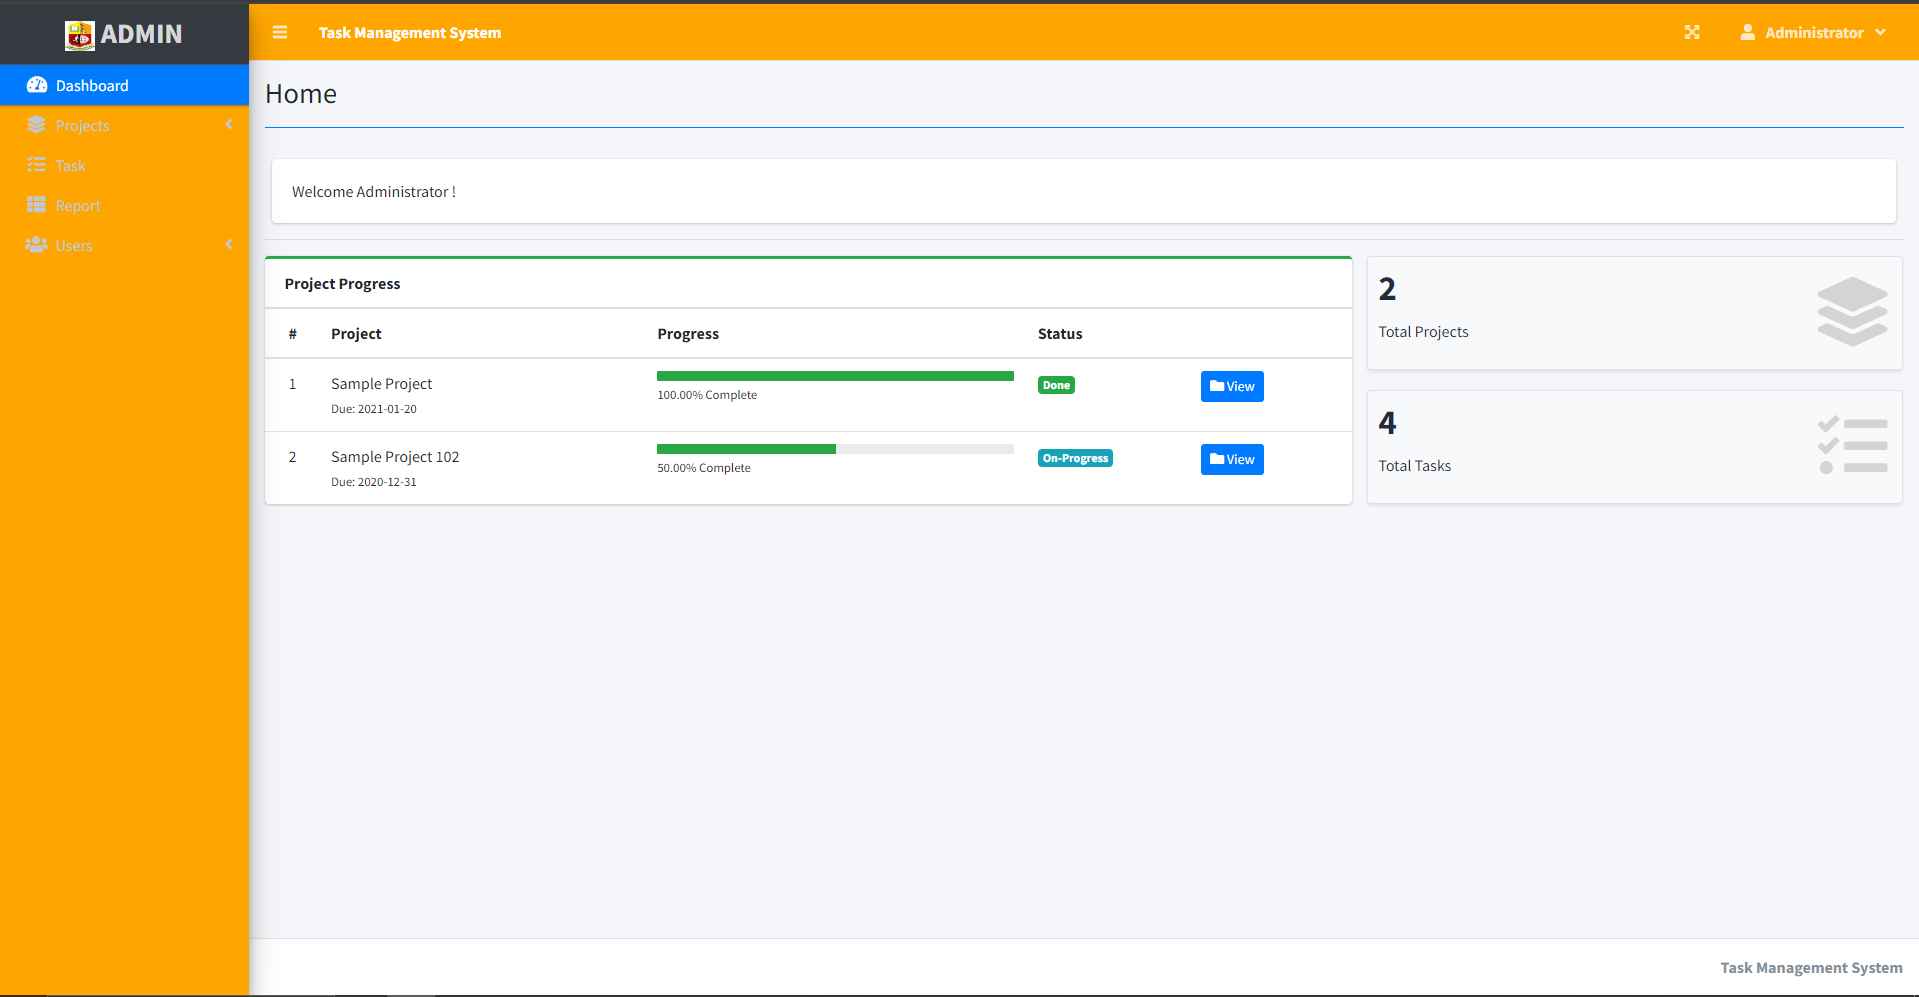 ADMIN
Dashboard
Projects
Task
Report
Users
Task Management System
Administrator
Home
Welcome Administrator !
Project Progress
# Project Progress Status
1 Sample Project 100.00% Complete Done View
Due: 2021-01-20
2 Sample Project 102 50.00% Complete On-Progress View
Due: 2020-12-31
2
Total Projects
4
Total Tasks
Task Management System